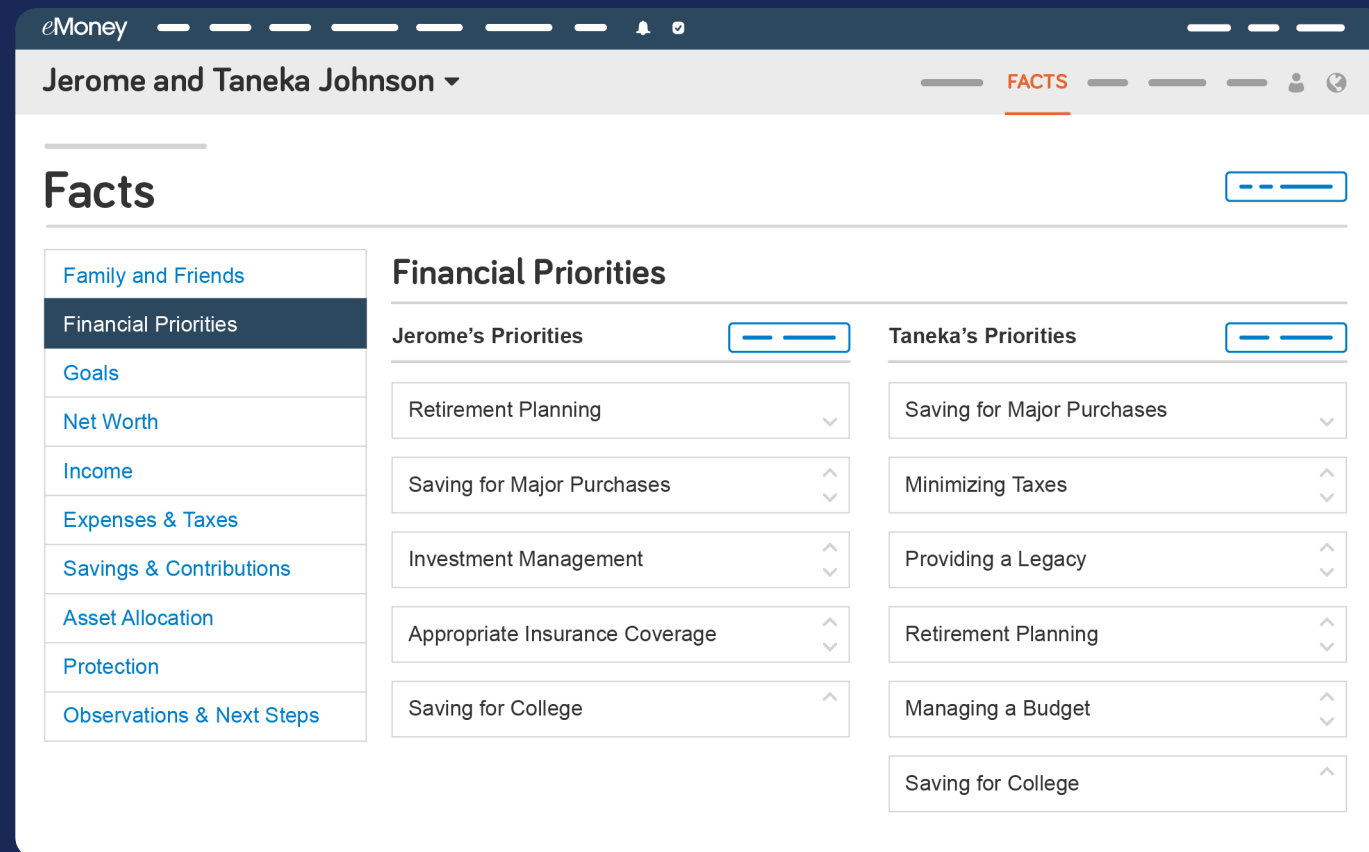 eMoney
Jerome and Taneka Johnson
FACTS
Facts
Family and Friends
Financial Priorities
Goals
Net Worth
Income
Expenses & Taxes
Savings & Contributions
Asset Allocation
Protection
Observations & Next Steps
Financial Priorities
Jerome’s Priorities
Retirement Planning
Saving for Major Purchases
Investment Management
Appropriate Insurance Coverage
Saving for College
Taneka’s Priorities
Saving for Major Purchases
Minimizing Taxes
Providing a Legacy
Retirement Planning
Managing a Budget
Saving for College